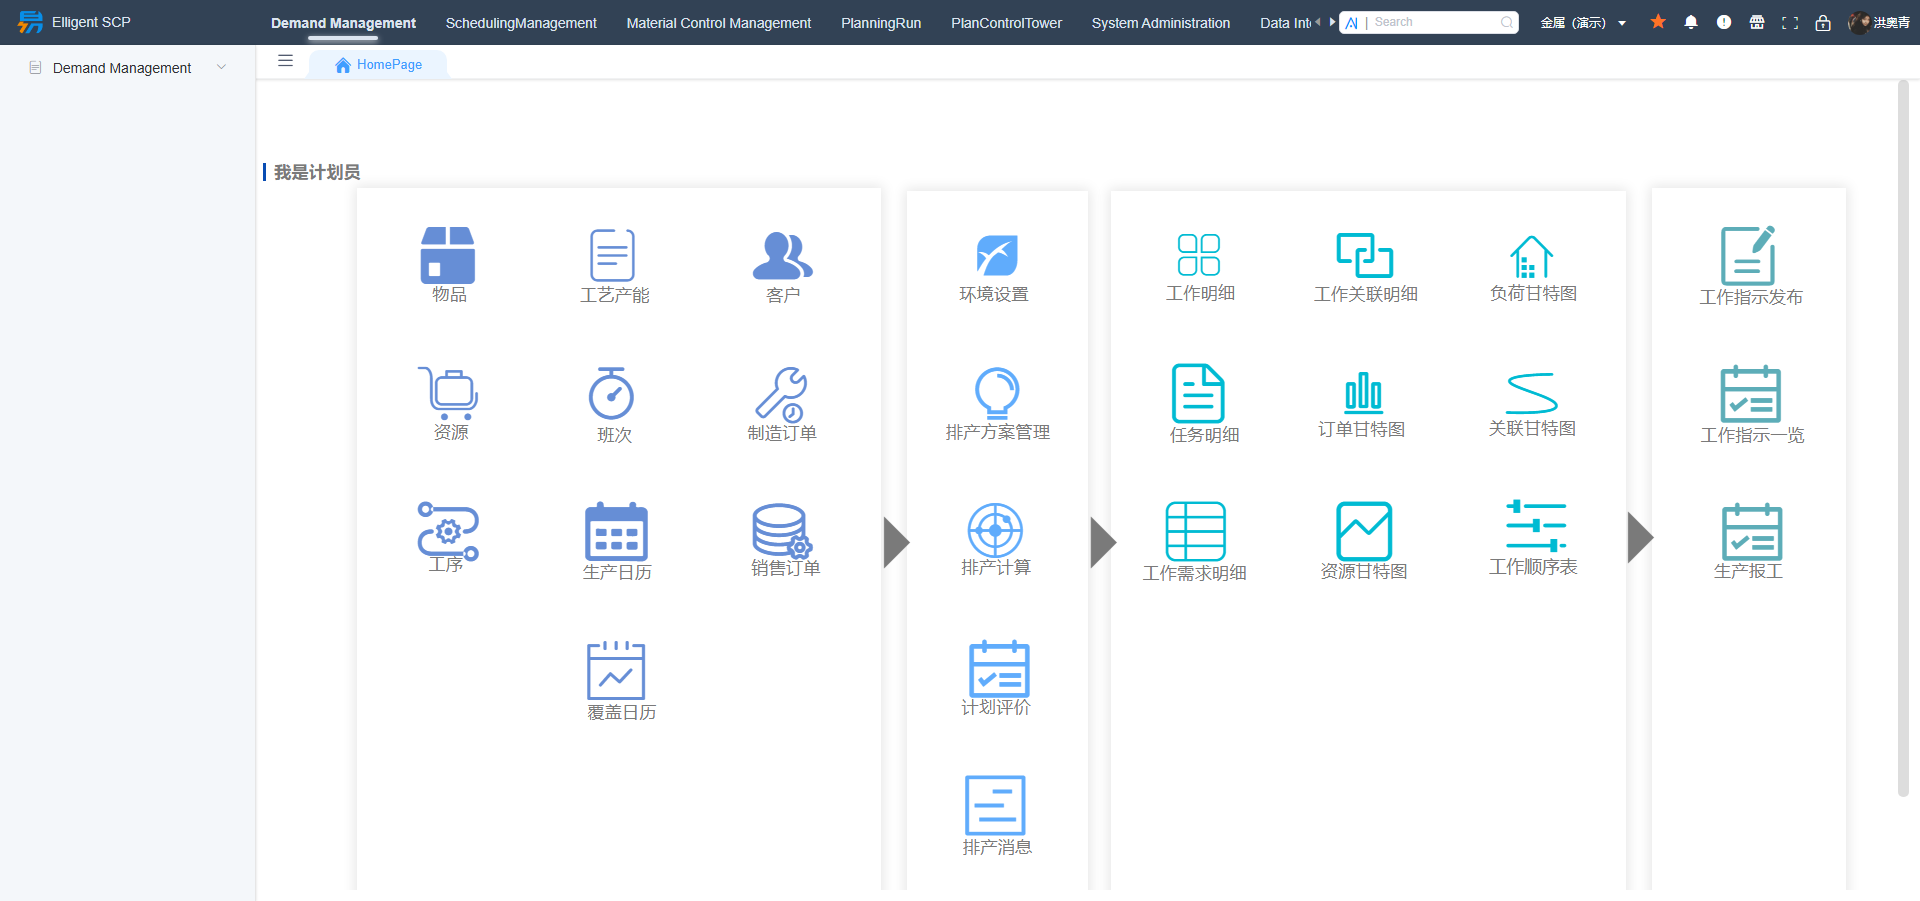 Elligent SCP
Demand Management
SchedulingManagement
Material Control Management
PlanningRun
PlanControlTower
System Administration
Data Int
AI | Search
金属（演示）
洪奥青
Demand Management
HomePage
我是计划员
物品
工艺产能
客户
环境设置
工作明细
工作关联明细
负荷甘特图
工作指示发布
资源
班次
制造订单
排产方案管理
任务明细
订单甘特图
关联甘特图
工作指示一览
工序
生产日历
销售订单
排产计算
工作需求明细
资源甘特图
工作顺序表
生产报工
覆盖日历
计划评价
排产消息